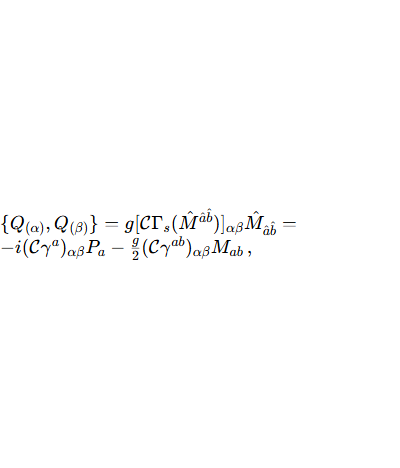 \{Q_{(\alpha)}, Q_{(\beta)}\} = g[\mathcal{C}\Gamma_s(\hat{M}^{\hat{a}\hat{b}})]_{\alpha\beta}\hat{M}_{\hat{a}\hat{b}} =
-i(\mathcal{C}\gamma^a)_{\alpha\beta}P_a - \frac{g}{2}(\mathcal{C}\gamma^{ab})_{\alpha\beta}M_{ab}\,,